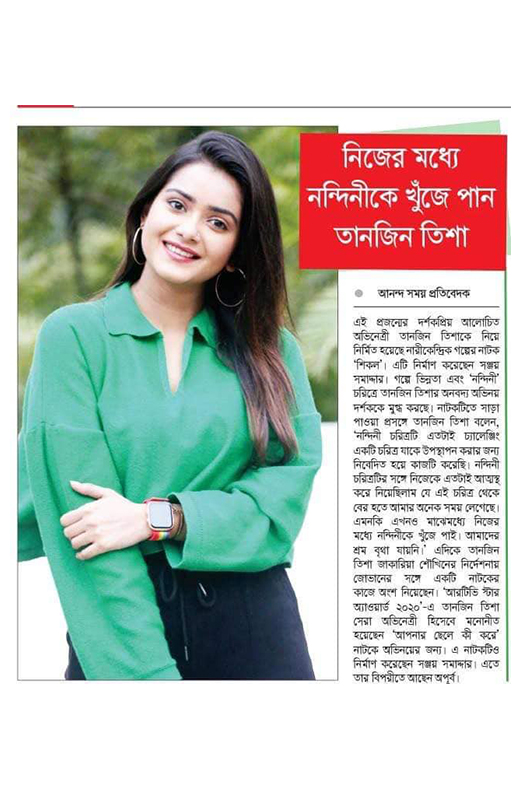 নিজের মধ্যে
নন্দিনীকে খুঁজে পান
তানজিন তিশা
আনন্দ সময় প্রতিবেদক
এই প্রজন্মের দর্শকপ্রিয় আলোচিত
অভিনেত্রী তানজিন তিশাকে নিয়ে
নির্মিত হয়েছে নারীকেন্দ্রিক গল্পের নাটক
‘শিকল’। এটি নির্মাণ করেছেন সঞ্জয়
সমাদ্দার। গল্পে ভিন্নতা এবং ‘নন্দিনী’
চরিত্রে তানজিন তিশার অনবদ্য অভিনয়
দর্শককে মুগ্ধ করছে। নাটকটিতে সাড়া
পাওয়া প্রসঙ্গে তানজিন তিশা বলেন,
‘নন্দিনী চরিত্রটি এতটাই চ্যালেঞ্জিং
একটি চরিত্র যাকে উপস্থাপন করার জন্য
নিবেদিত হয়ে কাজটি করেছি। নন্দিনী
চরিত্রটির সঙ্গে নিজেকে এতটাই আত্মস্থ
করে নিয়েছিলাম যে এই চরিত্র থেকে
বের হতে আমার অনেক সময় লেগেছে।
এমনকি এখনও মাঝেমধ্যে নিজের
মধ্যে নন্দিনীকে খুঁজে পাই। আমাদের
শ্রম বৃথা যায়নি।’ এদিকে তানজিন
তিশা জাকারিয়া শৌখিনের নির্দেশনায়
জোভানের সঙ্গে একটি নাটকের
কাজে অংশ নিয়েছেন। ‘আরটিভি স্টার
অ্যাওয়ার্ড ২০২০’-এ তানজিন তিশা
সেরা অভিনেত্রী হিসেবে মনোনীত
হয়েছেন ‘আপনার ছেলে কী করে’
নাটকে অভিনয়ের জন্য। এ নাটকটিও
নির্মাণ করেছেন সঞ্জয় সমাদ্দার। এতে
তার বিপরীতে আছেন অপূর্ব।